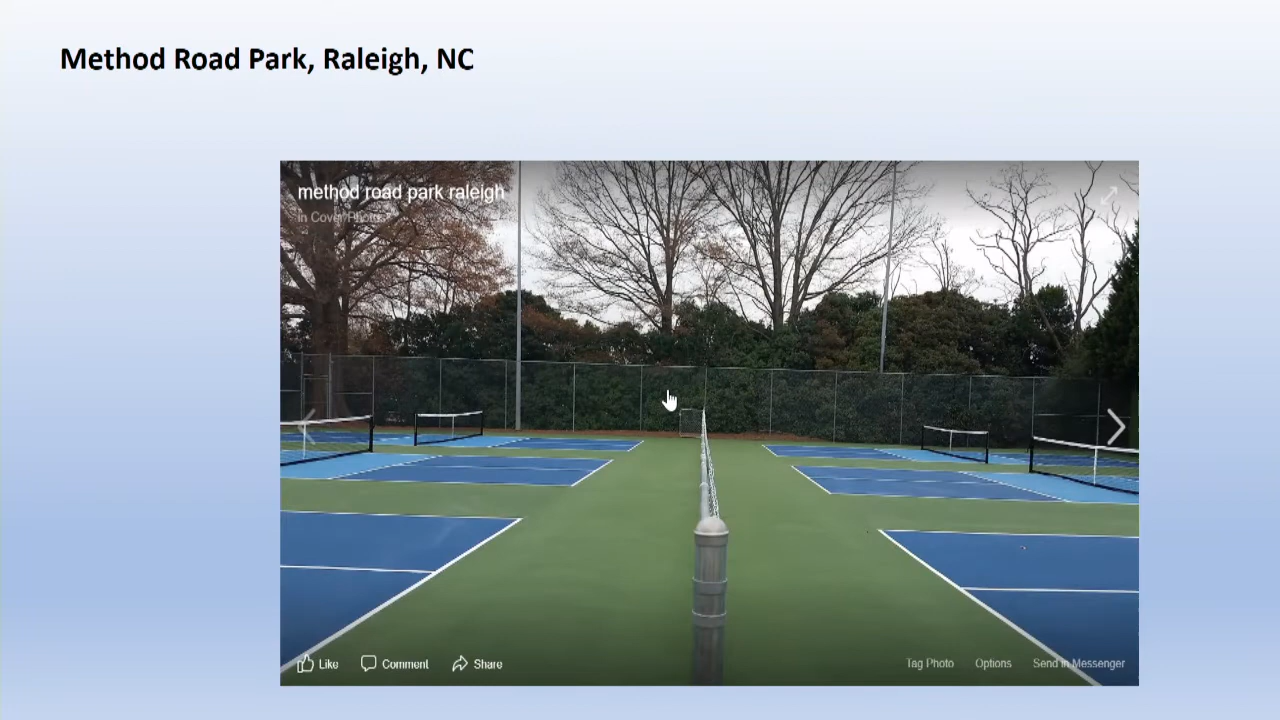 Method Road Park, Raleigh, NC
method road park raleigh
in Cover Photos
Like Comment Share Tag Photo Options Send in Messenger